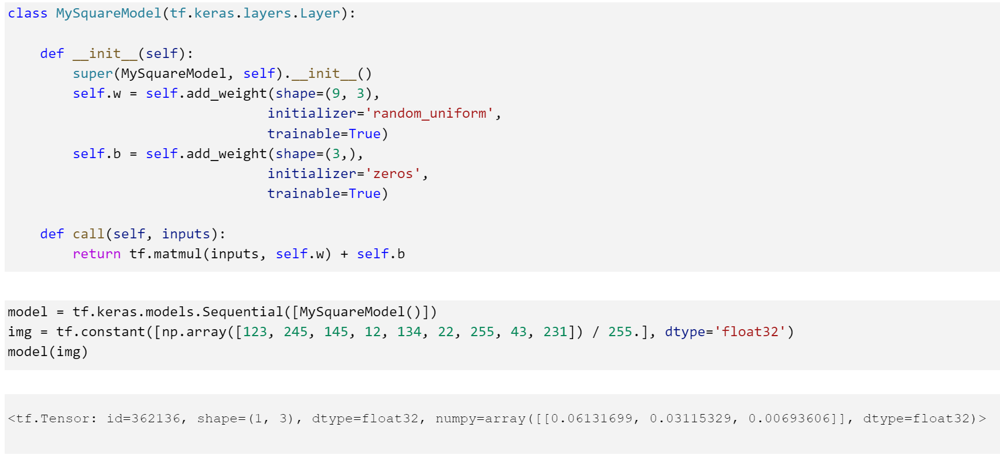 class MySquareModel(tf.keras.layers.Layer):
    def __init__(self):
        super(MySquareModel, self).__init__()
        self.w = self.add_weight(shape=(9, 3),
                                initializer='random_uniform',
                                trainable=True)
        self.b = self.add_weight(shape=(3,),
                                initializer='zeros',
                                trainable=True)
    def call(self, inputs):
        return tf.matmul(inputs, self.w) + self.b
model = tf.keras.models.Sequential([MySquareModel()])
img = tf.constant([np.array([123, 245, 145, 12, 134, 22, 255, 43, 231]) / 255.], dtype='float32')
model(img)
<tf.Tensor: id=362136, shape=(1, 3), dtype=float32, numpy=array([[0.06131699, 0.03115329, 0.00693606]], dtype=float32)>